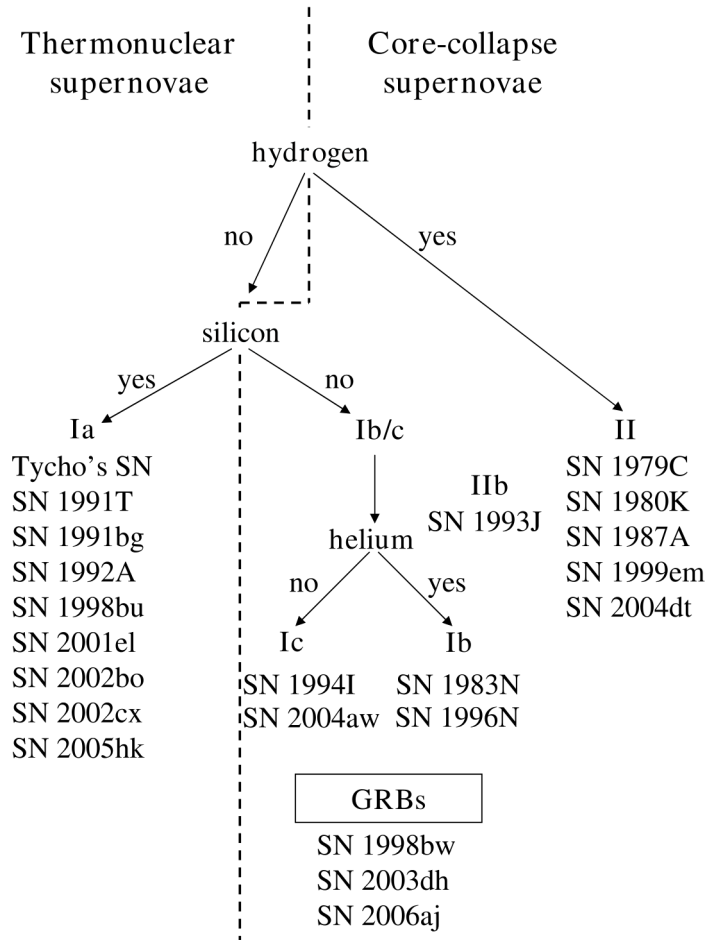 Thermonuclear
supernovae
Core-collapse
supernovae
hydrogen
no
yes
silicon
yes
no
Ia
Tycho's SN
SN 1991T
SN 1991bg
SN 1992A
SN 1998bu
SN 2001el
SN 2002bo
SN 2002cx
SN 2005hk
Ib/c
helium
no
yes
Ic
SN 1994I
SN 2004aw
Ib
SN 1983N
SN 1996N
IIb
SN 1993J
II
SN 1979C
SN 1980K
SN 1987A
SN 1999em
SN 2004dt
GRBs
SN 1998bw
SN 2003dh
SN 2006aj